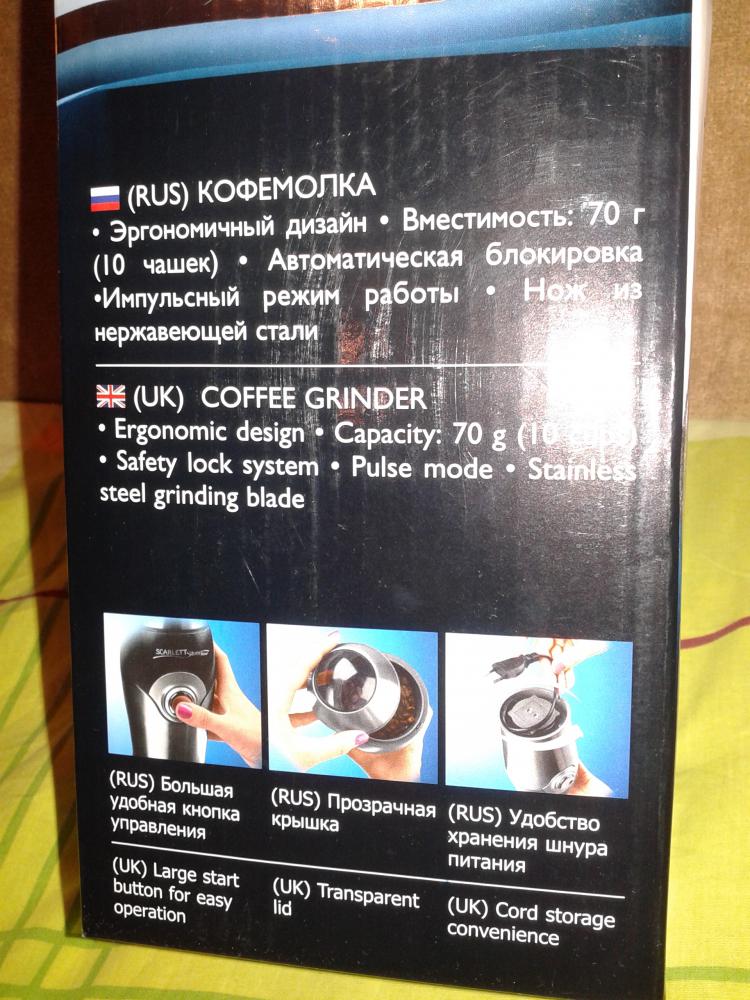 (RUS) КОФЕМОЛКА
• Эргономичный дизайн • Вместимость: 70 г
(10 чашек) • Автоматическая блокировка
•Импульсный режим работы • Нож из
нержавеющей стали
(UK) COFFEE GRINDER
• Ergonomic design • Capacity: 70 g (10 cups)
• Safety lock system • Pulse mode • Stainless
steel grinding blade
SCARLETT
(RUS) Большая
удобная кнопка
управления
(RUS) Прозрачная
крышка
(RUS) Удобство
хранения шнура
питания
(UK) Large start
button for easy
operation
(UK) Transparent
lid
(UK) Cord storage
convenience